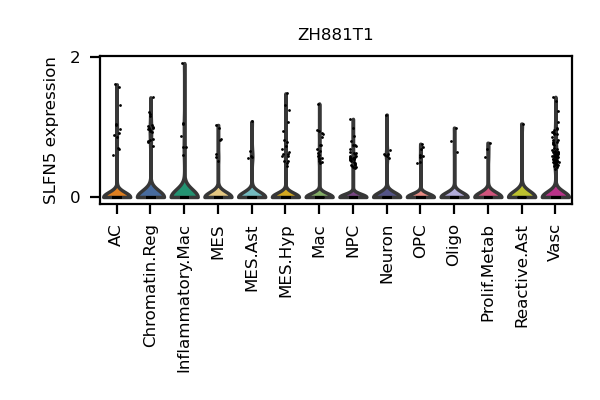 ZH881T1
SLFN5 expression
2
0
AC
Chromatin.Reg
Inflammatory.Mac
MES
MES.Ast
MES.Hyp
Mac
NPC
Neuron
OPC
Oligo
Prolif.Metab
Reactive.Ast
Vasc